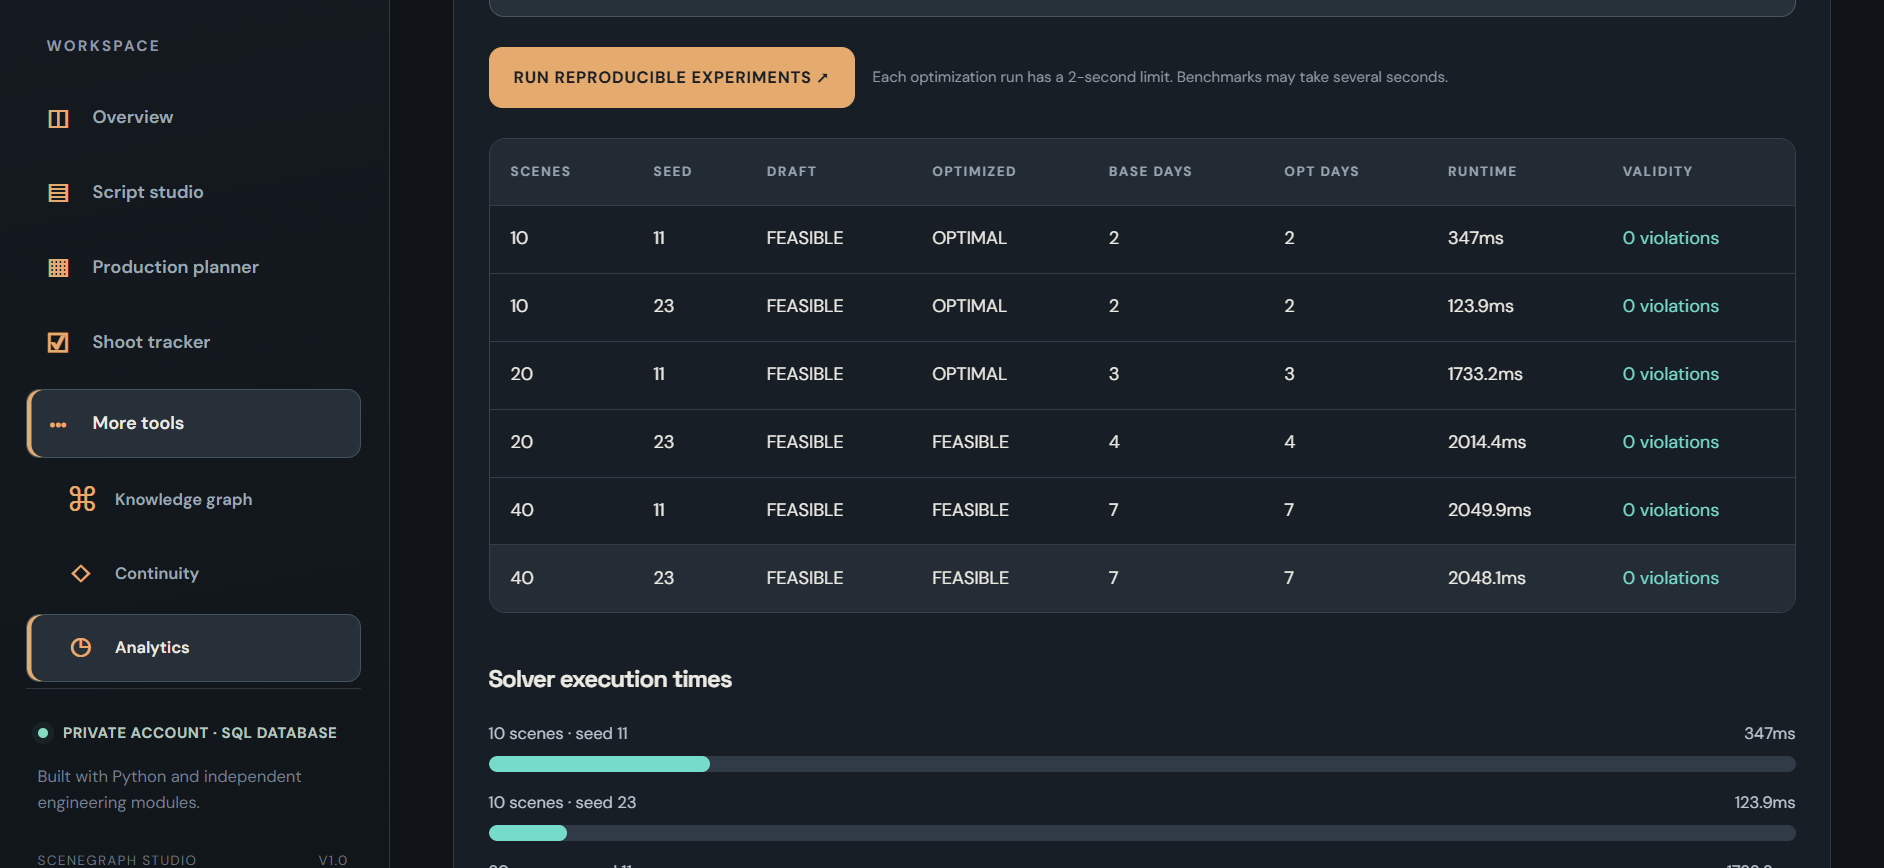 WORKSPACE
Overview
Script studio
Production planner
Shoot tracker
More tools
Knowledge graph
Continuity
Analytics
PRIVATE ACCOUNT · SQL DATABASE
Built with Python and independent
engineering modules.
SCENEGRAPH STUDIO V1.0
RUN REPRODUCIBLE EXPERIMENTS ↗
Each optimization run has a 2-second limit. Benchmarks may take several seconds.
SCENES SEED DRAFT OPTIMIZED BASE DAYS OPT DAYS RUNTIME VALIDITY
10 11 FEASIBLE OPTIMAL 2 2 347ms 0 violations
10 23 FEASIBLE OPTIMAL 2 2 123.9ms 0 violations
20 11 FEASIBLE OPTIMAL 3 3 1733.2ms 0 violations
20 23 FEASIBLE FEASIBLE 4 4 2014.4ms 0 violations
40 11 FEASIBLE FEASIBLE 7 7 2049.9ms 0 violations
40 23 FEASIBLE FEASIBLE 7 7 2048.1ms 0 violations
Solver execution times
10 scenes · seed 11 347ms
10 scenes · seed 23 123.9ms